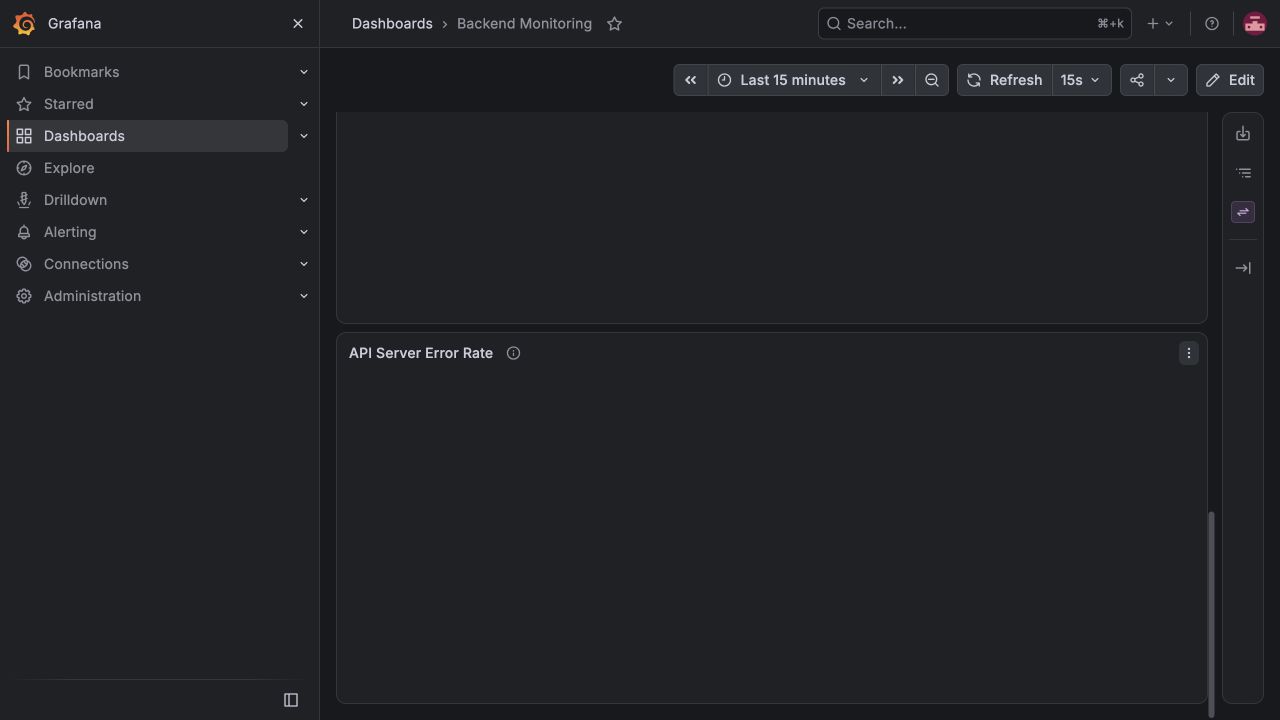 Grafana
Dashboards
Backend Monitoring
Search...
⌘+k
Bookmarks
Starred
Dashboards
Explore
Drilldown
Alerting
Connections
Administration
Last 15 minutes
Refresh
15s
Edit
API Server Error Rate